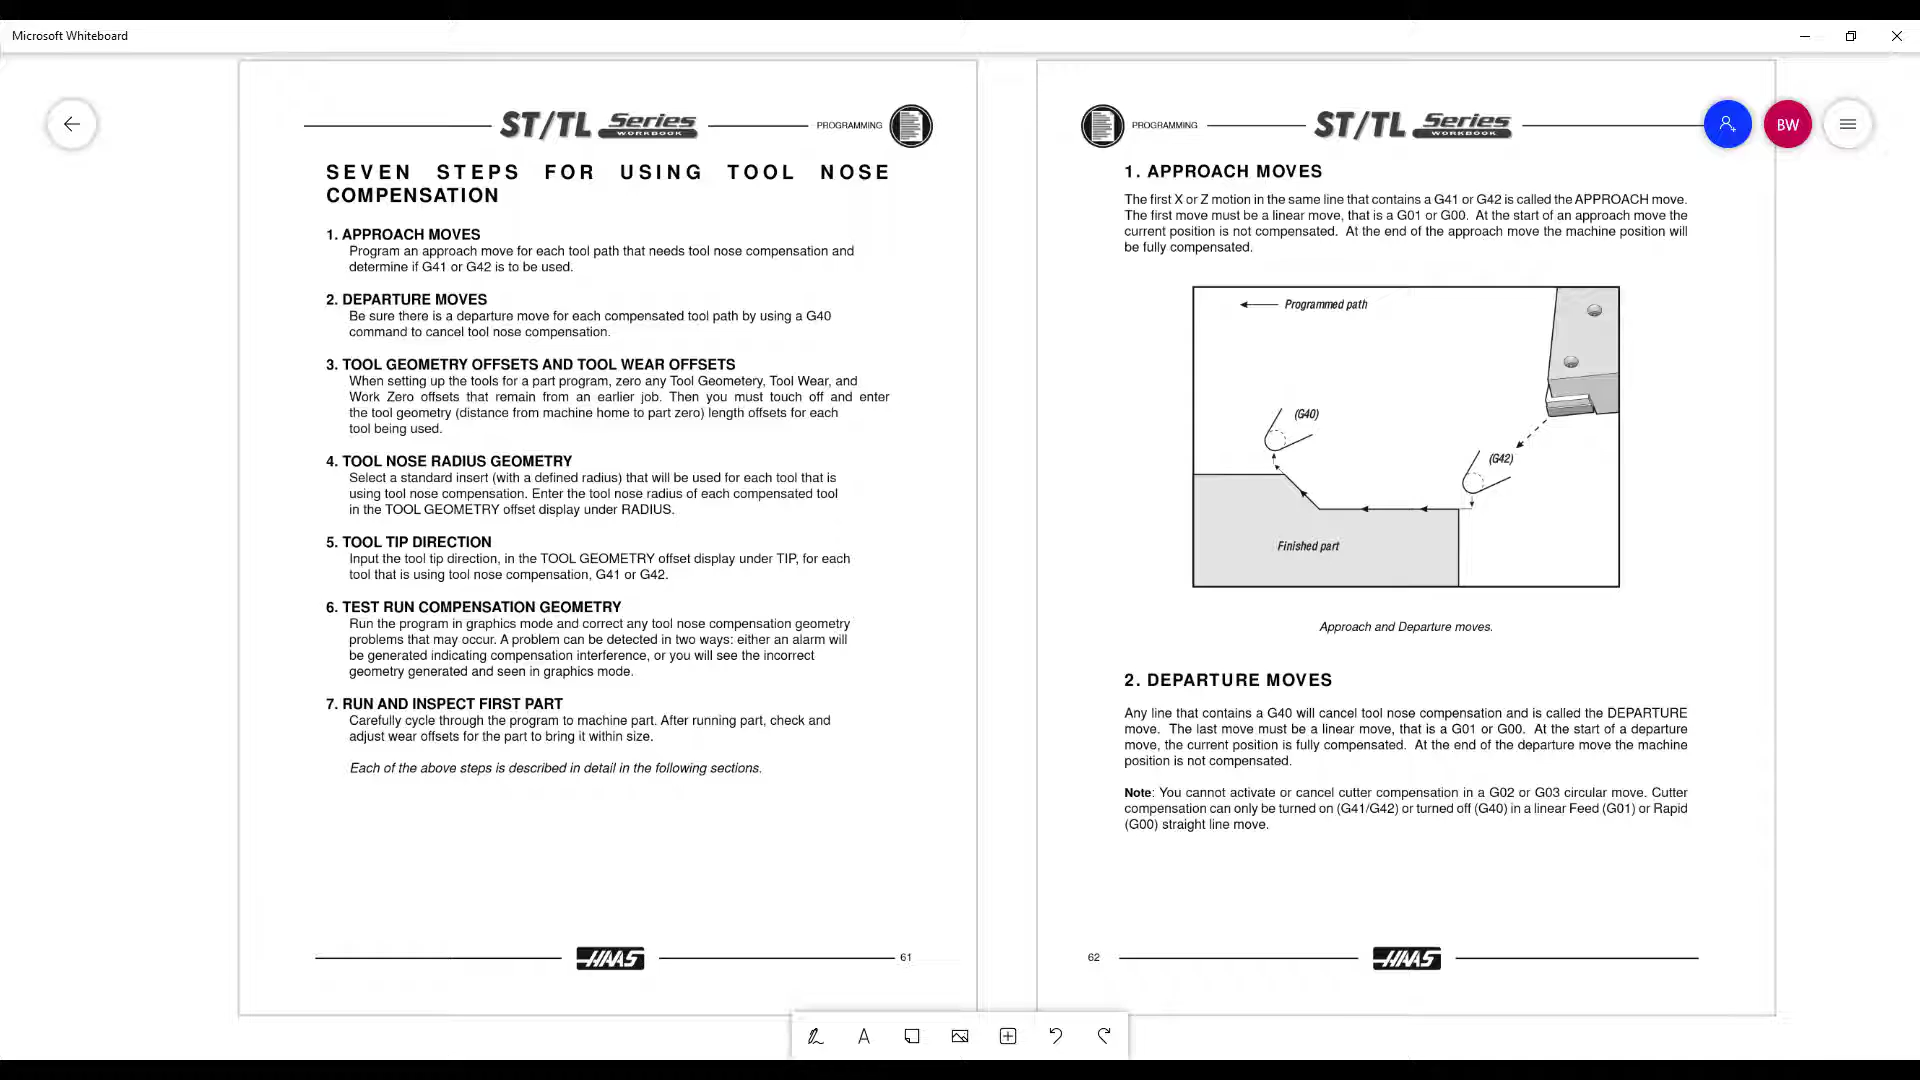 Microsoft Whiteboard
ST/TL Series
WORKBOOK
PROGRAMMING
SEVEN STEPS FOR USING TOOL NOSE
COMPENSATION
1. APPROACH MOVES
Program an approach move for each tool path that needs tool nose compensation and
determine if G41 or G42 is to be used.
2. DEPARTURE MOVES
Be sure there is a departure move for each compensated tool path by using a G40
command to cancel tool nose compensation.
3. TOOL GEOMETRY OFFSETS AND TOOL WEAR OFFSETS
When setting up the tools for a part program, zero any Tool Geometery, Tool Wear, and
Work Zero offsets that remain from an earlier job. Then you must touch off and enter
the tool geometry (distance from machine home to part zero) length offsets for each
tool being used.
4. TOOL NOSE RADIUS GEOMETRY
Select a standard insert (with a defined radius) that will be used for each tool that is
using tool nose compensation. Enter the tool nose radius of each compensated tool
in the TOOL GEOMETRY offset display under RADIUS.
5. TOOL TIP DIRECTION
Input the tool tip direction, in the TOOL GEOMETRY offset display under TIP, for each
tool that is using tool nose compensation, G41 or G42.
6. TEST RUN COMPENSATION GEOMETRY
Run the program in graphics mode and correct any tool nose compensation geometry
problems that may occur. A problem can be detected in two ways: either an alarm will
be generated indicating compensation interference, or you will see the incorrect
geometry generated and seen in graphics mode.
7. RUN AND INSPECT FIRST PART
Carefully cycle through the program to machine part. After running part, check and
adjust wear offsets for the part to bring it within size.
Each of the above steps is described in detail in the following sections.
HAAS
61
PROGRAMMING
ST/TL Series
WORKBOOK
BW
1. APPROACH MOVES
The first X or Z motion in the same line that contains a G41 or G42 is called the APPROACH move.
The first move must be a linear move, that is a G01 or G00. At the start of an approach move the
current position is not compensated. At the end of the approach move the machine position will
be fully compensated.
Programmed path
(G40)
(G42)
Finished part
Approach and Departure moves.
2. DEPARTURE MOVES
Any line that contains a G40 will cancel tool nose compensation and is called the DEPARTURE
move. The last move must be a linear move, that is a G01 or G00. At the start of a departure
move, the current position is fully compensated. At the end of the departure move the machine
position is not compensated.
Note: You cannot activate or cancel cutter compensation in a G02 or G03 circular move. Cutter
compensation can only be turned on (G41/G42) or turned off (G40) in a linear Feed (G01) or Rapid
(G00) straight line move.
62
HAAS